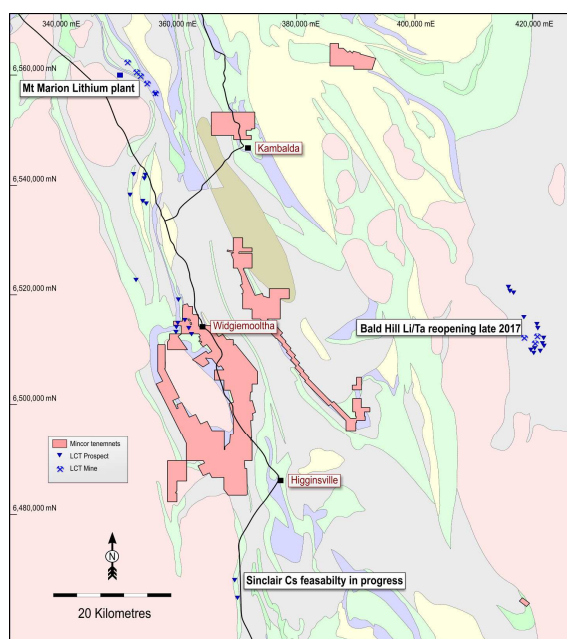 340,000 mE
360,000 mE
380,000 mE
400,000 mE
420,000 mE
6,560,000 mN
Mt Marion Lithium plant
Kambalda
6,540,000 mN
6,520,000 mN
Widgiemooltha
Bald Hill Li/Ta reopening late 2017
6,500,000 mN
Mincor tenemnets
LCT Prospect
LCT Mine
Higginsville
6,480,000 mN
N
Sinclair Cs feasabilty in progress
20 Kilometres